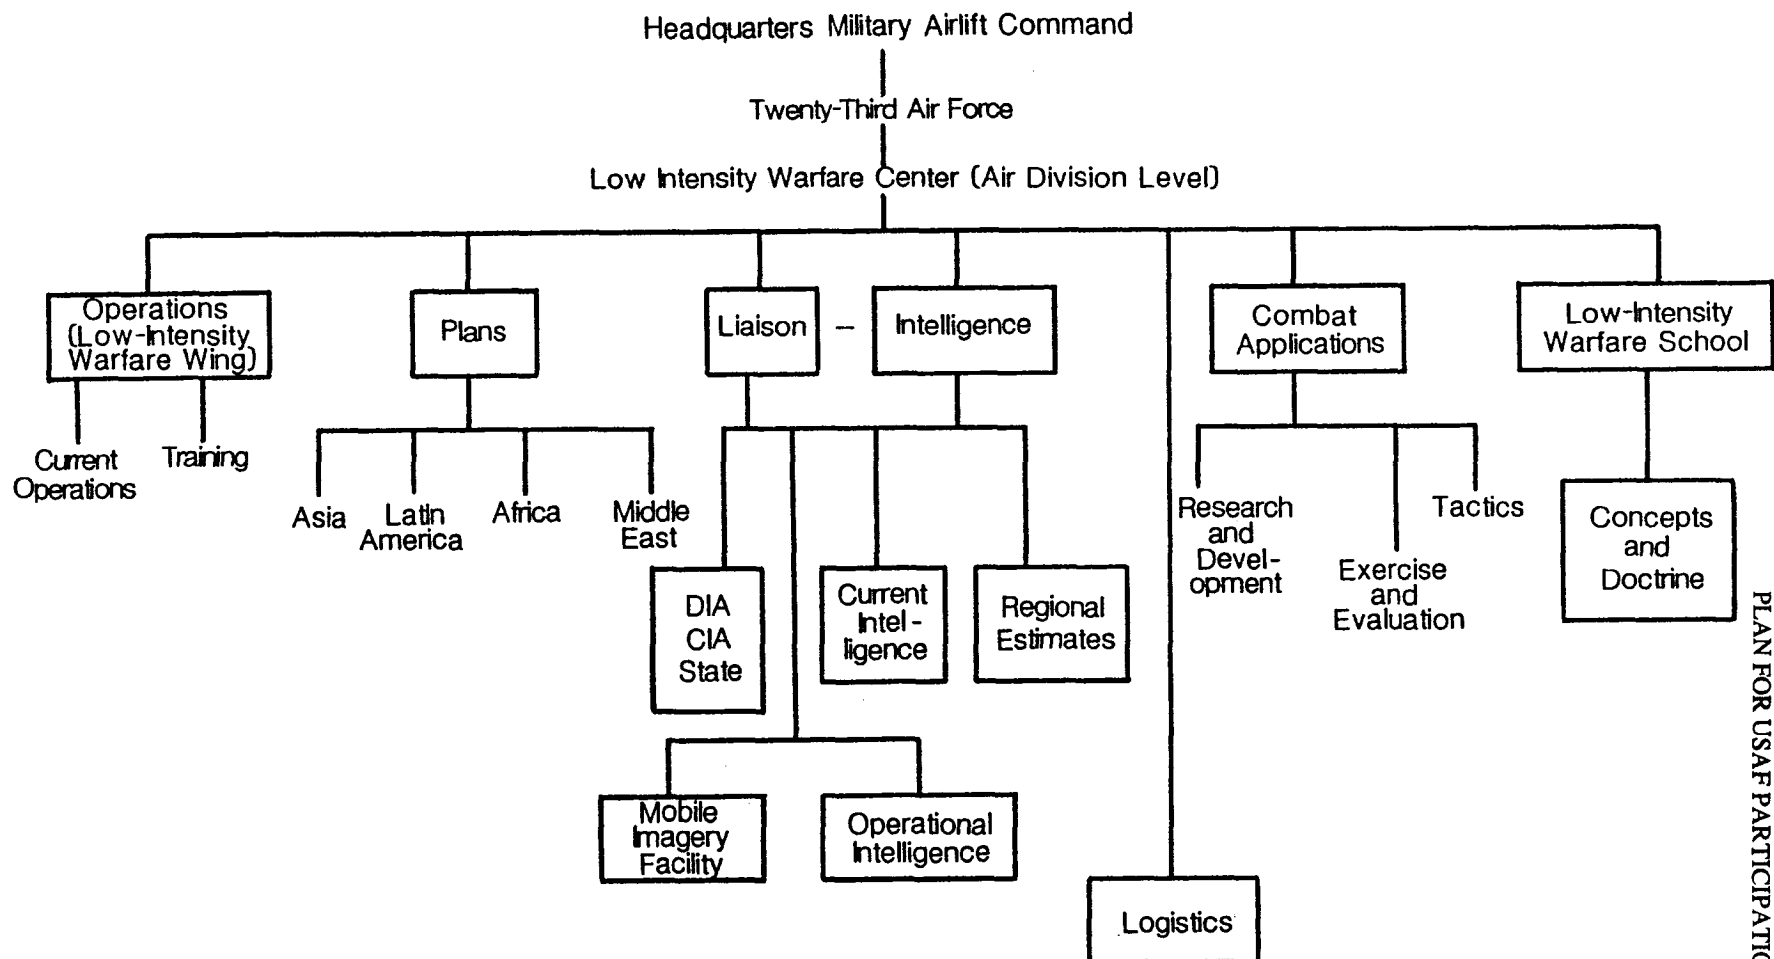 Headquarters Military Airlift Command
Twenty-Third Air Force
Low Intensity Warfare Center (Air Division Level)
Operations
(Low-Intensity
Warfare Wing)
Plans
Liaison –
Intelligence
Combat
Applications
Low-Intensity
Warfare School
Current
Operations
Training
Asia
Latin
America
Africa
Middle
East
Research
and
Devel-
opment
Exercise
and
Evaluation
Tactics
Concepts
and
Doctrine
DIA
CIA
State
Current
Intel-
ligence
Regional
Estimates
Mobile
Imagery
Facility
Operational
Intelligence
Logistics
PLAN FOR USAF